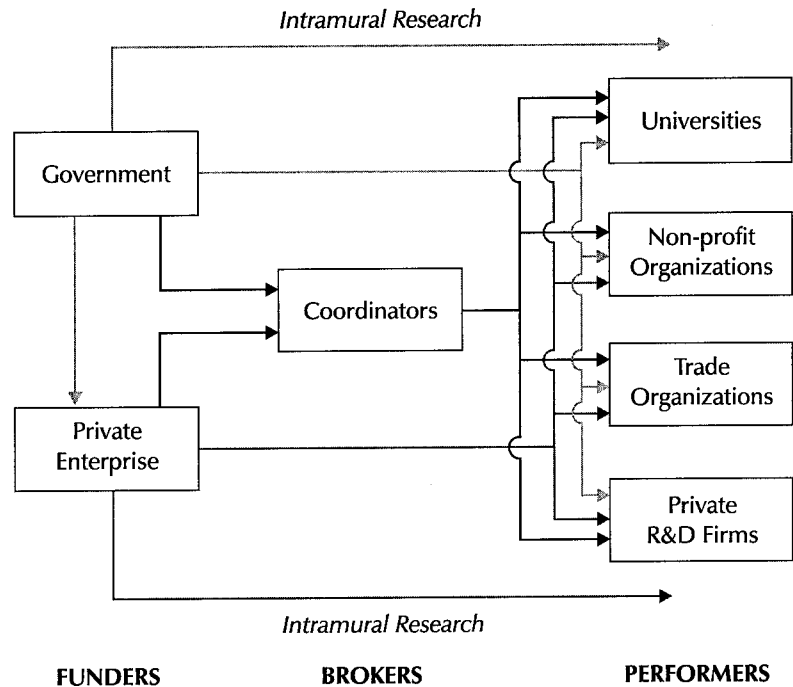 Intramural Research
Universities
Government
Non-profit
Organizations
Coordinators
Trade
Organizations
Private
Enterprise
Private
R&D Firms
Intramural Research
FUNDERS
BROKERS
PERFORMERS